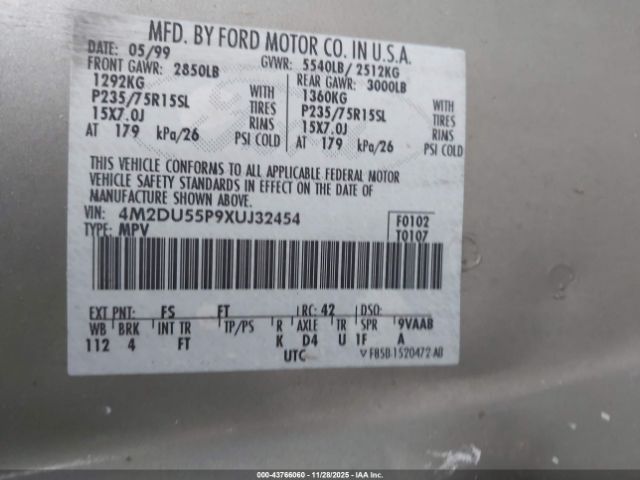 MFD. BY FORD MOTOR CO. IN U.S.A.
DATE: 05/99 GVWR: 5540LB/ 2512KG
FRONT GAWR: 2850LB REAR GAWR: 3000LB
1292KG WITH 1360KG WITH
P235/75R15SL TIRES P235/75R15SL TIRES
15X7.0J RIMS 15X7.0J RIMS
AT 179 kPa/26 PSI COLD AT 179 kPa/26 PSI COLD
THIS VEHICLE CONFORMS TO ALL APPLICABLE FEDERAL MOTOR
VEHICLE SAFETY STANDARDS IN EFFECT ON THE DATE OF
MANUFACTURE SHOWN ABOVE.
VIN: 4M2DU55P9XUJ32454 F0102
TYPE: MPV T0107
EXT PNT: FS FT RC: 42 DSO:
WB BRK INT TR TP/PS R AXLE TR SPR 9VAAB
112 4 FT K D4 U 1F A
UTC V F85B-1520472-AB
000-43766060 | 11/28/2025 | IAA Inc.